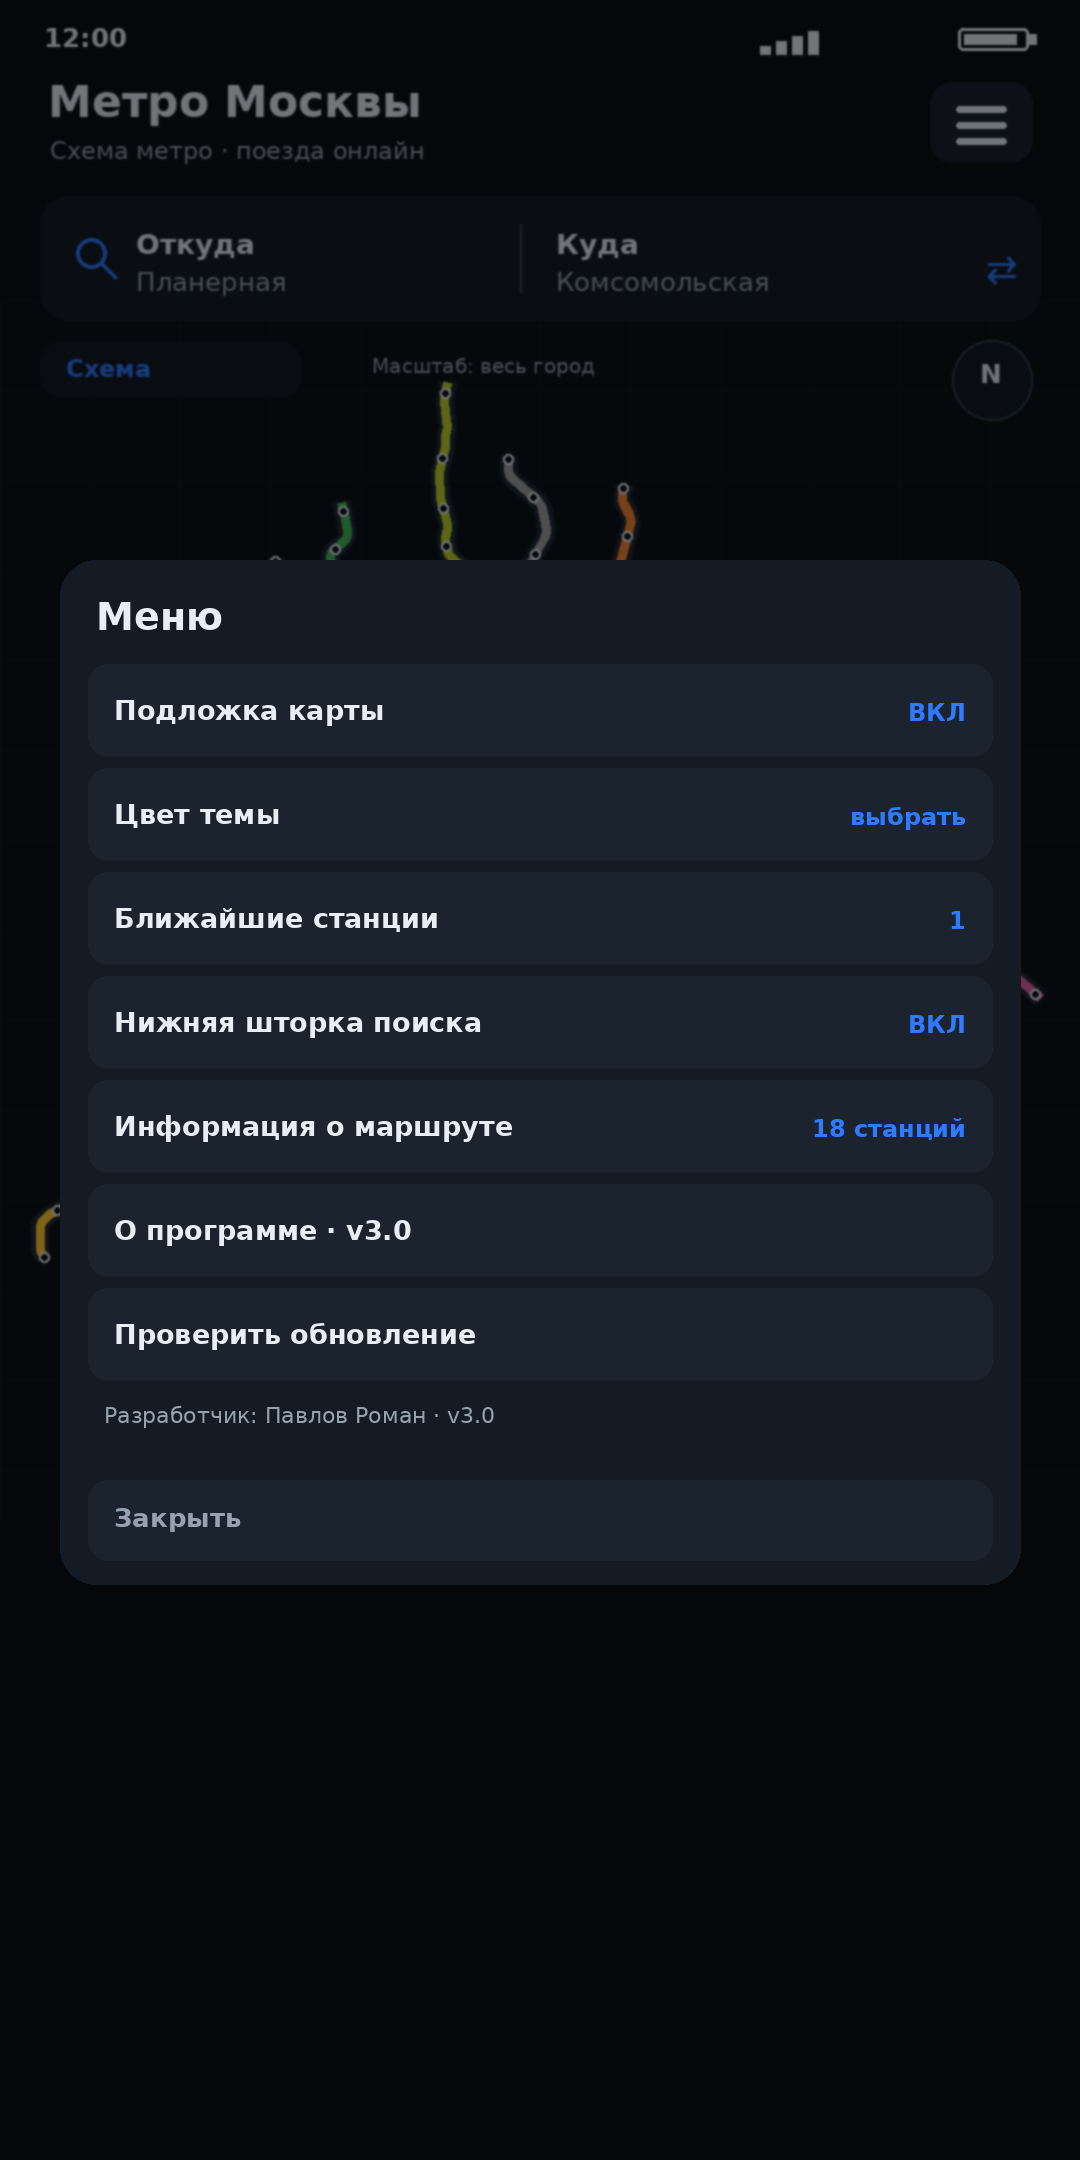 12:00
Метро Москвы
Схема метро · поезда онлайн
Откуда
Планерная
Куда
Комсомольская
Схема
Масштаб: весь город
N
Меню
Подложка карты
ВКЛ
Цвет темы
выбрать
Ближайшие станции
1
Нижняя шторка поиска
ВКЛ
Информация о маршруте
18 станций
О программе · v3.0
Проверить обновление
Разработчик: Павлов Роман · v3.0
Закрыть